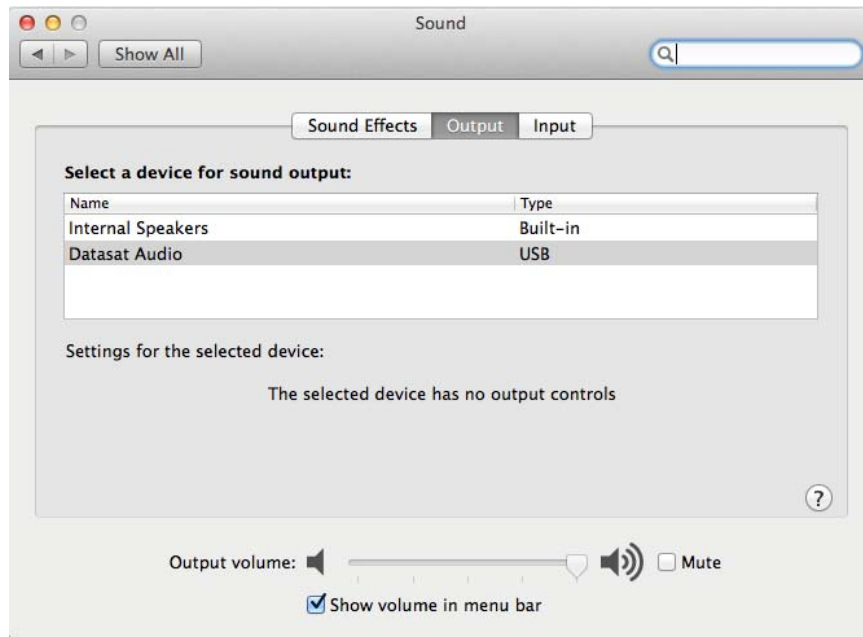 Sound
Show All
Sound Effects Output Input
Select a device for sound output:
Name Type
Internal Speakers Built-in
Datasat Audio USB
Settings for the selected device:
The selected device has no output controls
?
Output volume: Mute
Show volume in menu bar